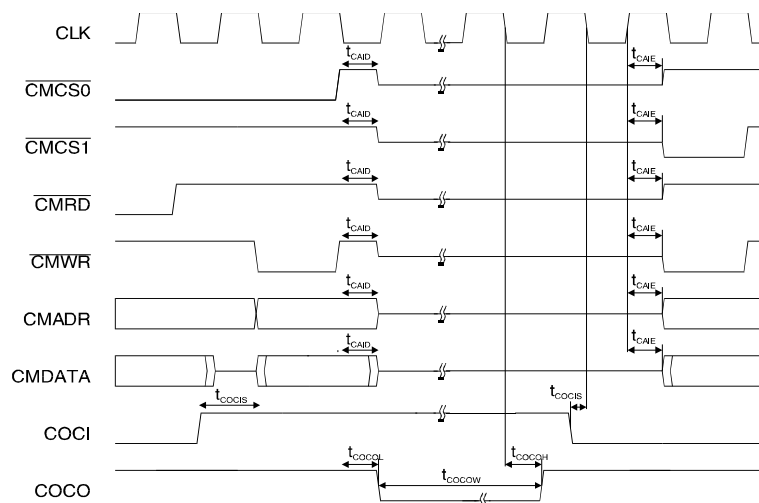 CLK
tCAID tCAIE
CMCS0
tCAID tCAIE
CMCS1
tCAID tCAIE
CMRD
tCAID tCAIE
CMWR
tCAID tCAIE
CMADR
tCAID tCAIE
CMDATA
tCOCIS tCOCIS
COCI
tCOCOL tCOCOW tCOCOH
COCO